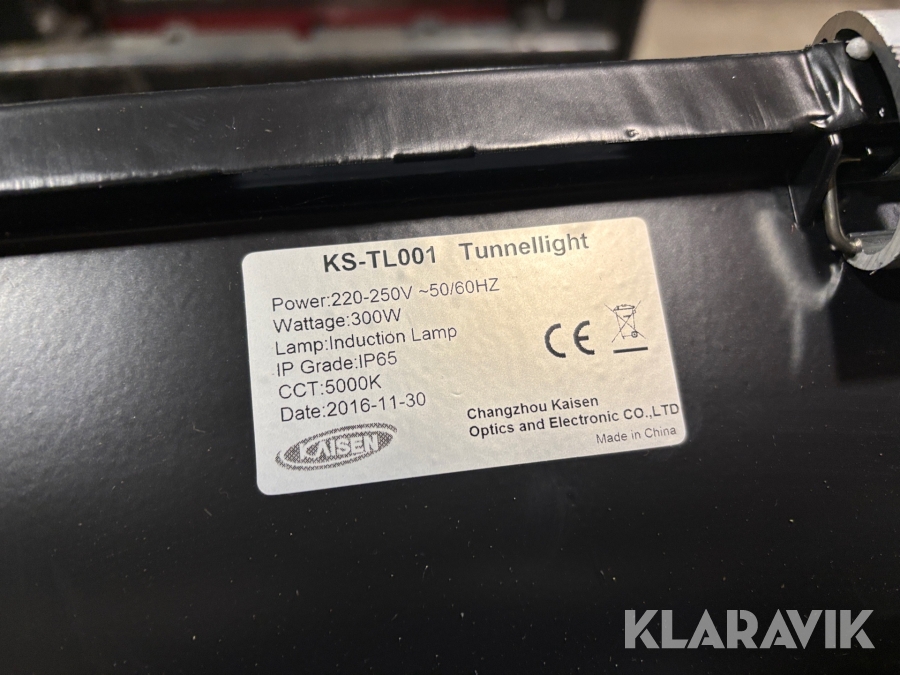 KS-TL001 Tunnellight
Power:220-250V ~50/60HZ
Wattage:300W
Lamp:Induction Lamp
IP Grade:IP65
CCT:5000K
Date:2016-11-30
CE
KAISEN
Changzhou Kaisen
Optics and Electronic CO.,LTD
Made in China
KLARAVIK